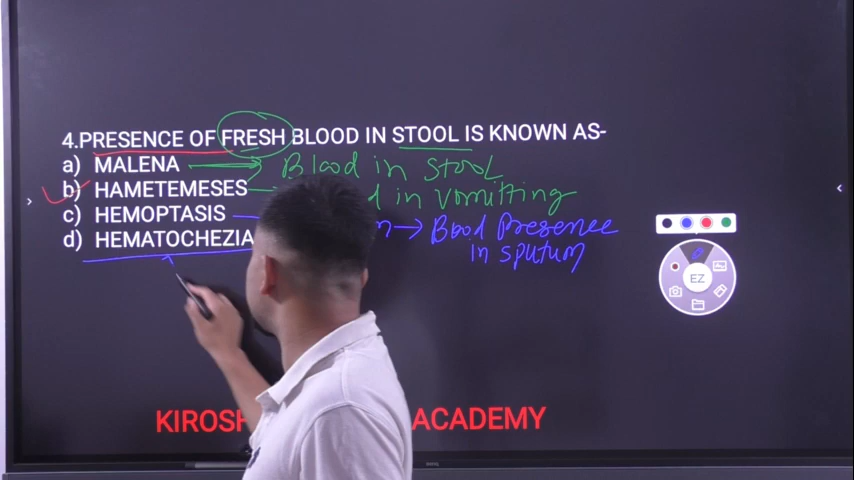 4.PRESENCE OF FRESH BLOOD IN STOOL IS KNOWN AS-
a) MALENA → Blood in stool
b) HAMETEMESES in vomitting
c) HEMOPTASIS → Blood Presence
in sputum
d) HEMATOCHEZIA
EZ
ACADEMY